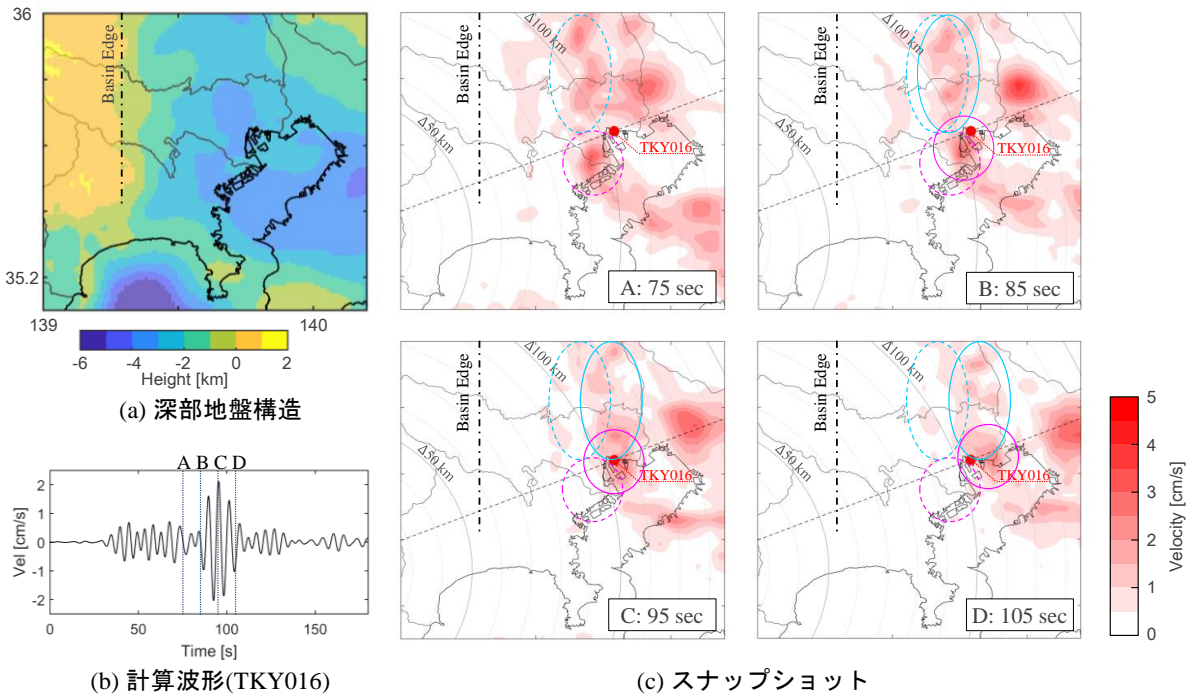 36
Basin Edge
35.2
139
140
-6
-4
-2
0
2
Height [km]
(a) 深部地盤構造
A B C D
2
1
0
-1
-2
Vel [cm/s]
0
50
100
150
Time [s]
(b) 計算波形(TKY016)
Basin Edge
Δ100 km
Δ50 km
TKY016
A: 75 sec
Basin Edge
Δ100 km
Δ50 km
TKY016
B: 85 sec
Basin Edge
Δ100 km
Δ50 km
TKY016
C: 95 sec
Basin Edge
Δ100 km
Δ50 km
TKY016
D: 105 sec
5
4
3
2
1
0
Velocity [cm/s]
(c) スナップショット